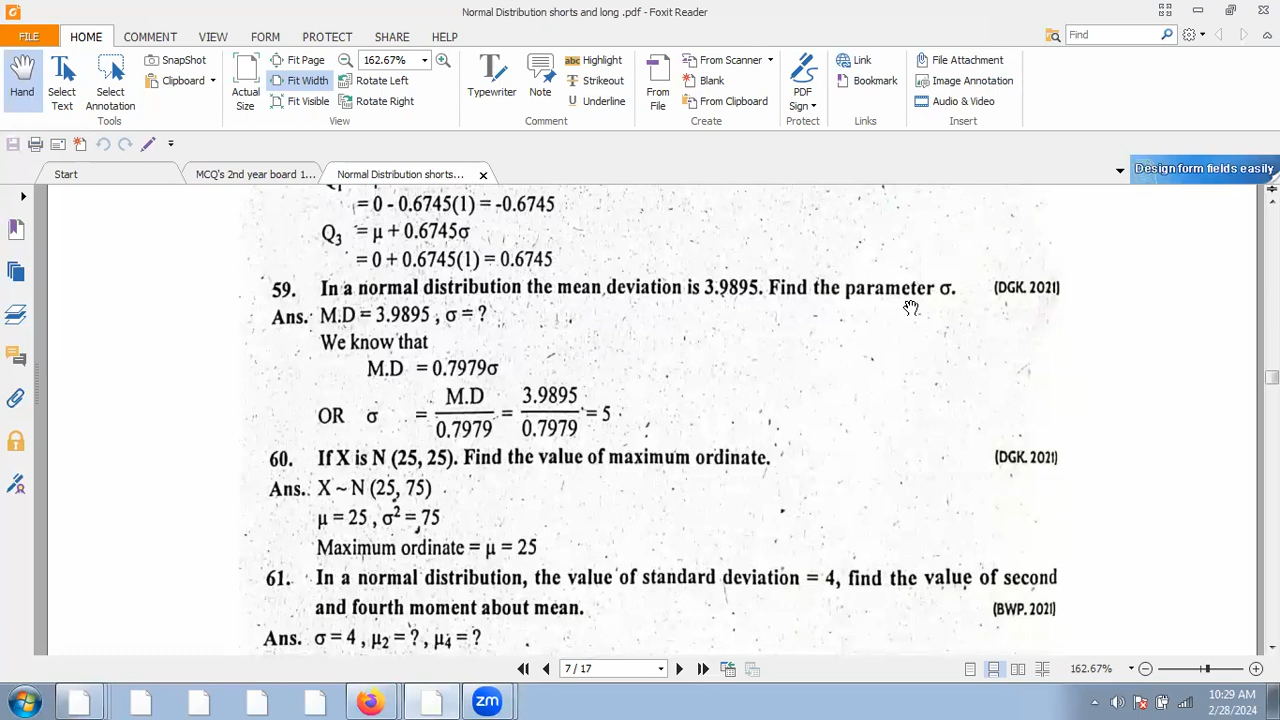 Normal Distribution shorts and long .pdf - Foxit Reader
FILE HOME COMMENT VIEW FORM PROTECT SHARE HELP
Find
Hand
Select Text
Select Annotation
SnapShot
Clipboard
Tools
Actual Size
Fit Page
Fit Width
Fit Visible
162.67%
Rotate Left
Rotate Right
View
Typewriter
Note
Highlight
Strikeout
Underline
Comment
From File
From Scanner
Blank
From Clipboard
Create
PDF Sign
Protect
Link
Bookmark
Links
File Attachment
Image Annotation
Audio & Video
Insert
Start
MCQ's 2nd year board 1...
Normal Distribution shorts...
Design form fields easily
= 0 - 0.6745(1) = -0.6745
Q3 = μ + 0.6745σ
= 0 + 0.6745(1) = 0.6745
59. In a normal distribution the mean deviation is 3.9895. Find the parameter σ. (DGK. 2021)
Ans. M.D = 3.9895 , σ = ?
We know that
M.D = 0.7979σ
OR σ = M.D / 0.7979 = 3.9895 / 0.7979 = 5
60. If X is N (25, 25). Find the value of maximum ordinate. (DGK. 2021)
Ans. X ~ N (25, 75)
μ = 25 , σ² = 75
Maximum ordinate = μ = 25
61. In a normal distribution, the value of standard deviation = 4, find the value of second
and fourth moment about mean. (BWP. 2021)
Ans. σ = 4 , μ2 = ? , μ4 = ?
7 / 17
162.67%
zm
10:29 AM
2/28/2024